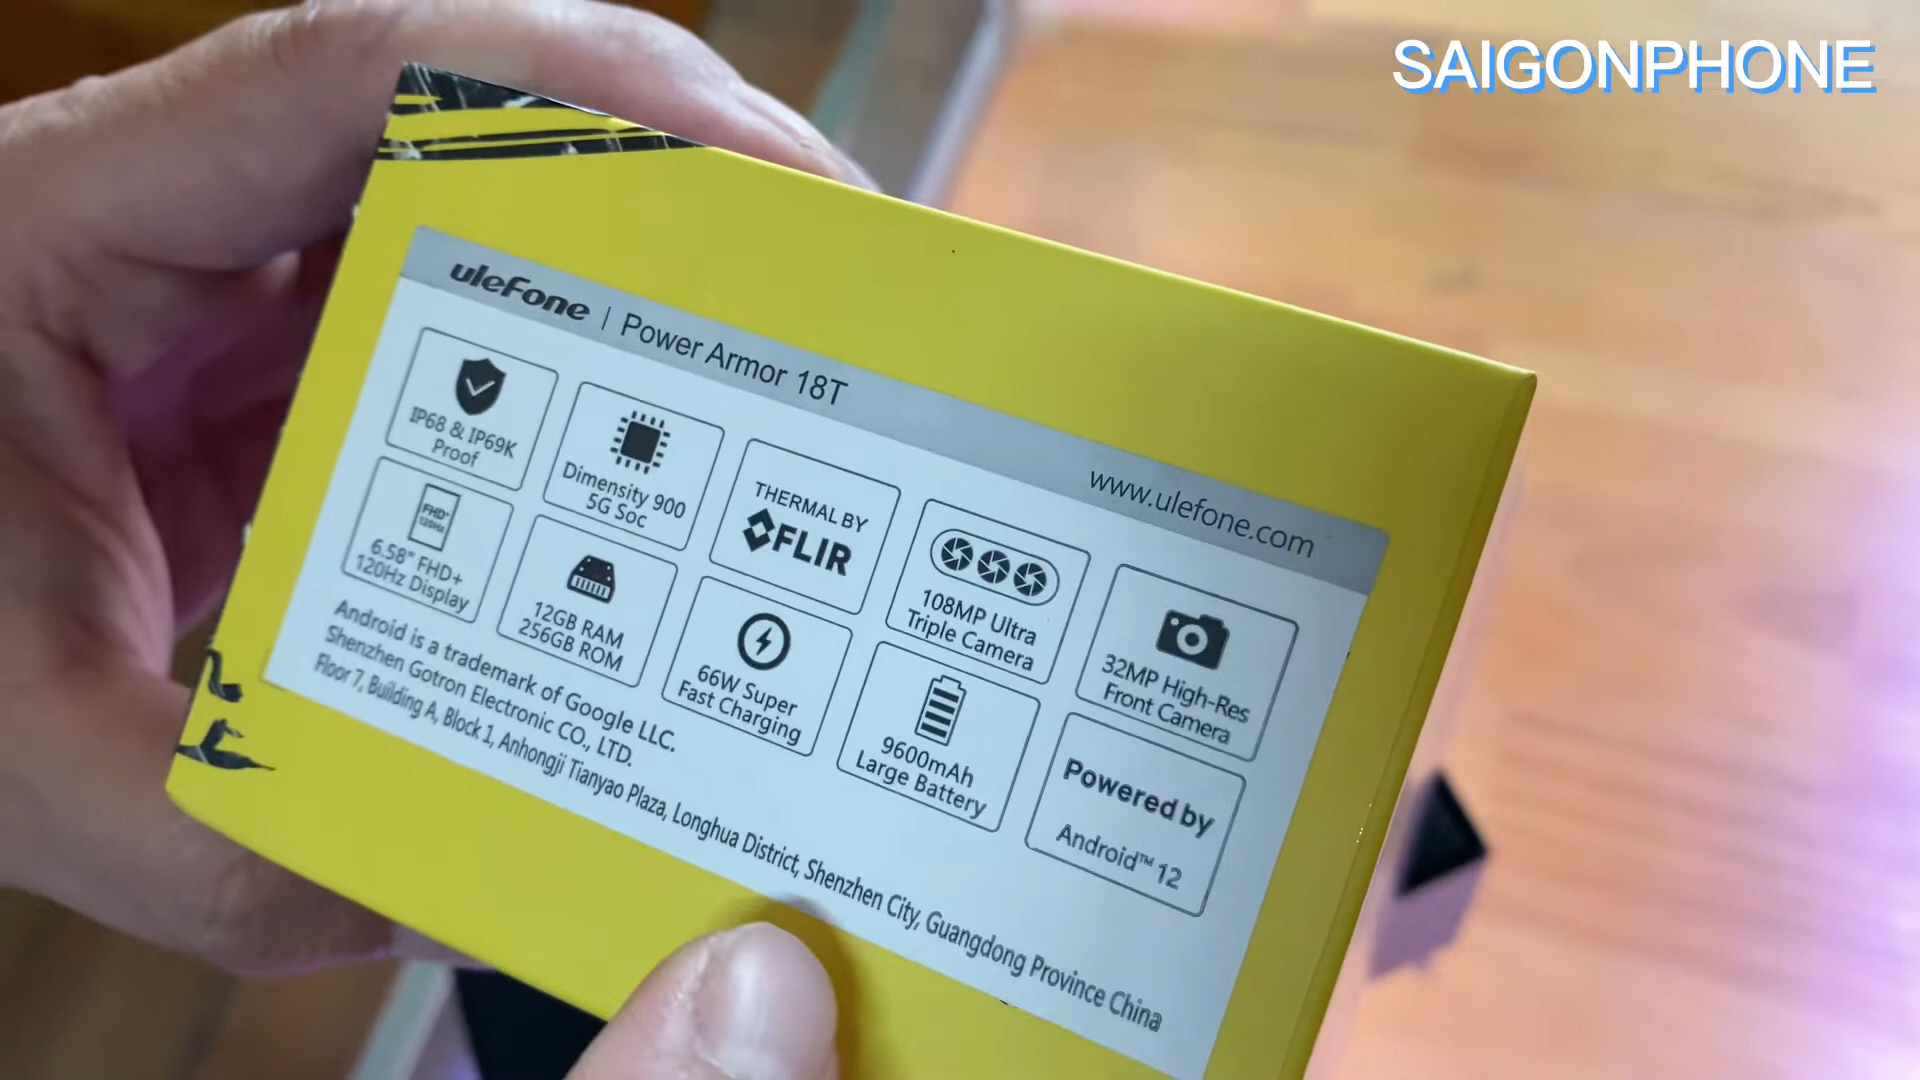 SAIGONPHONE
uleFone | Power Armor 18T
www.ulefone.com
IP68 & IP69K
Proof
Dimensity 900
5G Soc
THERMAL BY
FLIR
108MP Ultra
Triple Camera
32MP High-Res
Front Camera
FHD+
120Hz
6.58" FHD+
120Hz Display
12GB RAM
256GB ROM
66W Super
Fast Charging
9600mAh
Large Battery
Powered by
Android™ 12
Android is a trademark of Google LLC.
Shenzhen Gotron Electronic CO., LTD.
Floor 7, Building A, Block 1, Anhongji Tianyao Plaza, Longhua District, Shenzhen City, Guangdong Province China